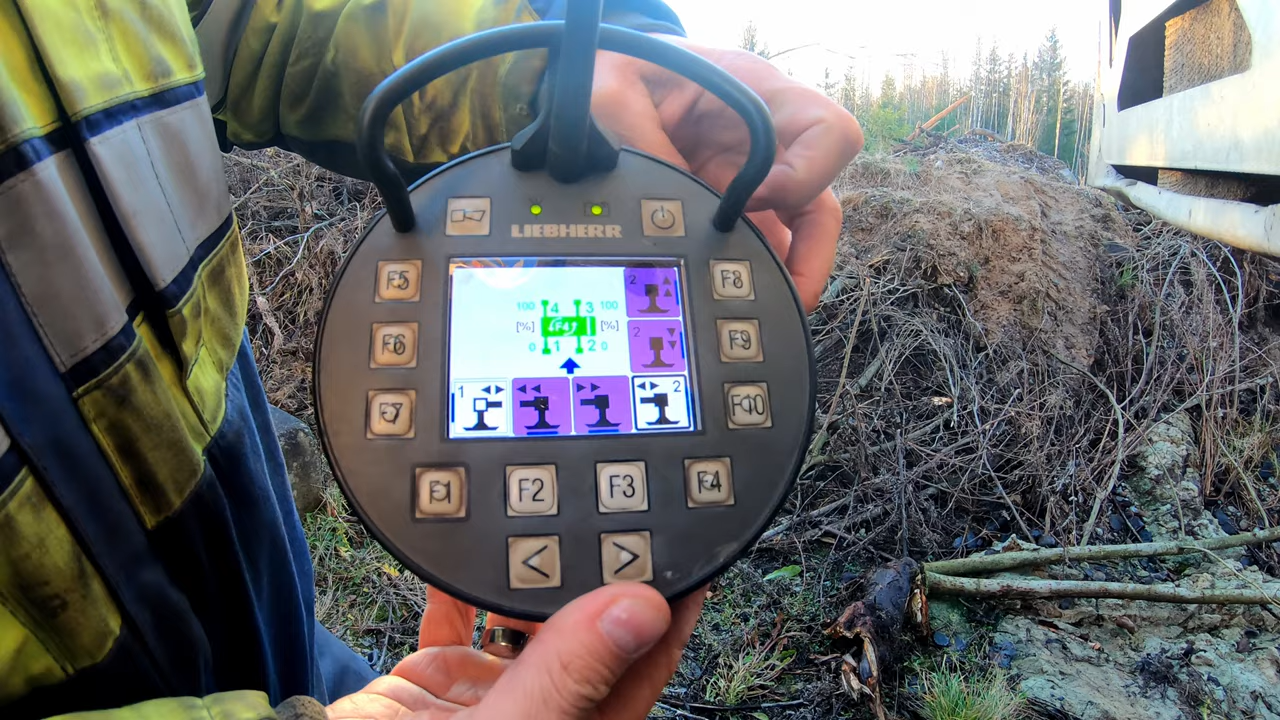 LIEBHERR
F5
F8
2
100 4 3 100
[%] [%]
0 1 2 0
2
F6
F9
1
2
F7
F10
F1
F2
F3
F4
<
>